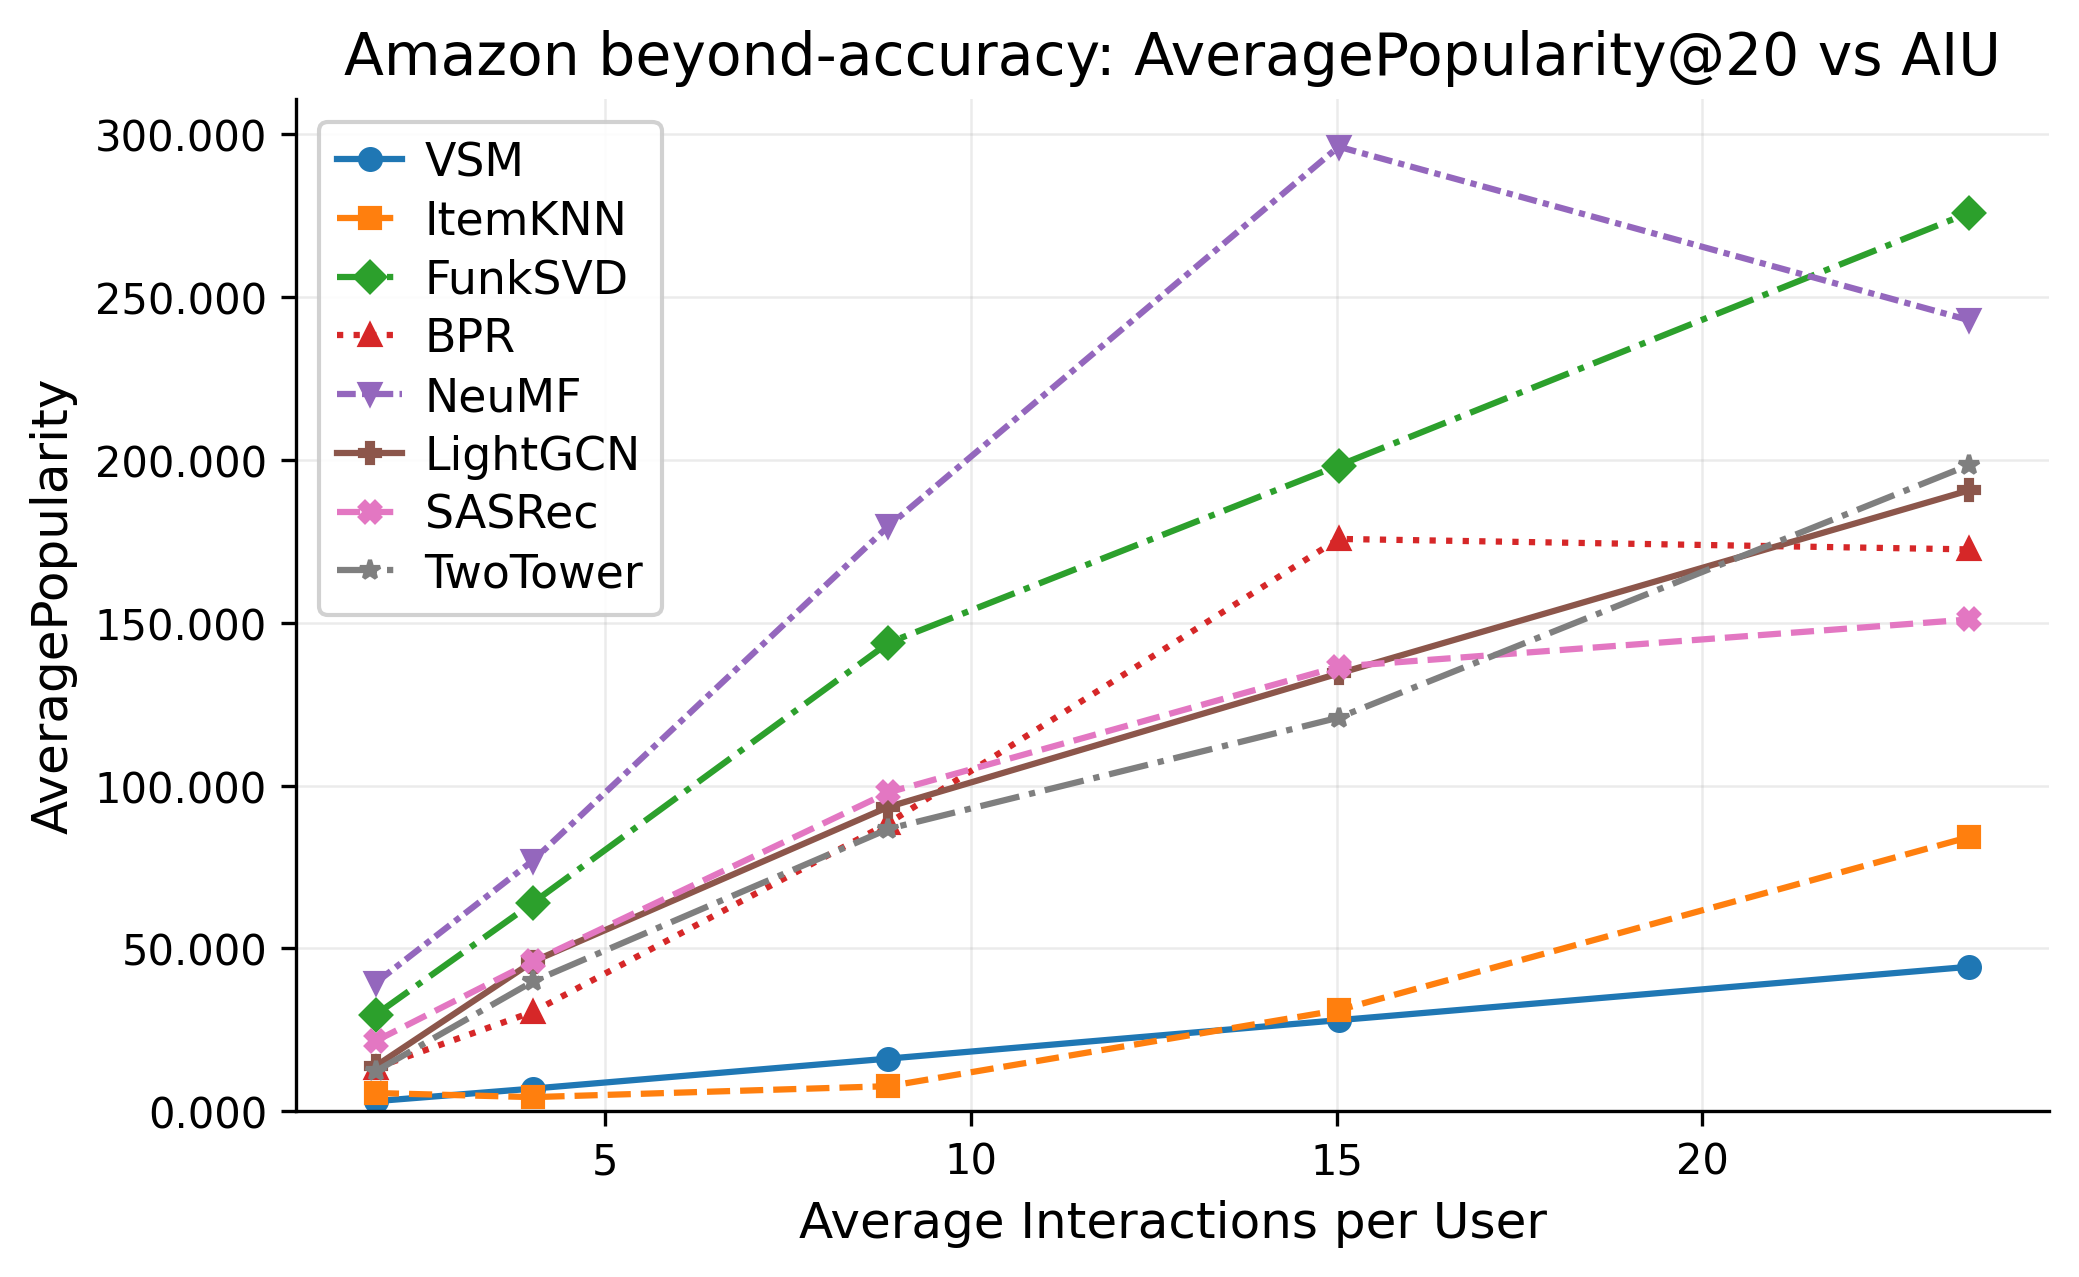 Amazon beyond-accuracy: AveragePopularity@20 vs AIU
300.000
250.000
200.000
150.000
100.000
50.000
0.000
AveragePopularity
VSM
ItemKNN
FunkSVD
BPR
NeuMF
LightGCN
SASRec
TwoTower
5
10
15
20
Average Interactions per User